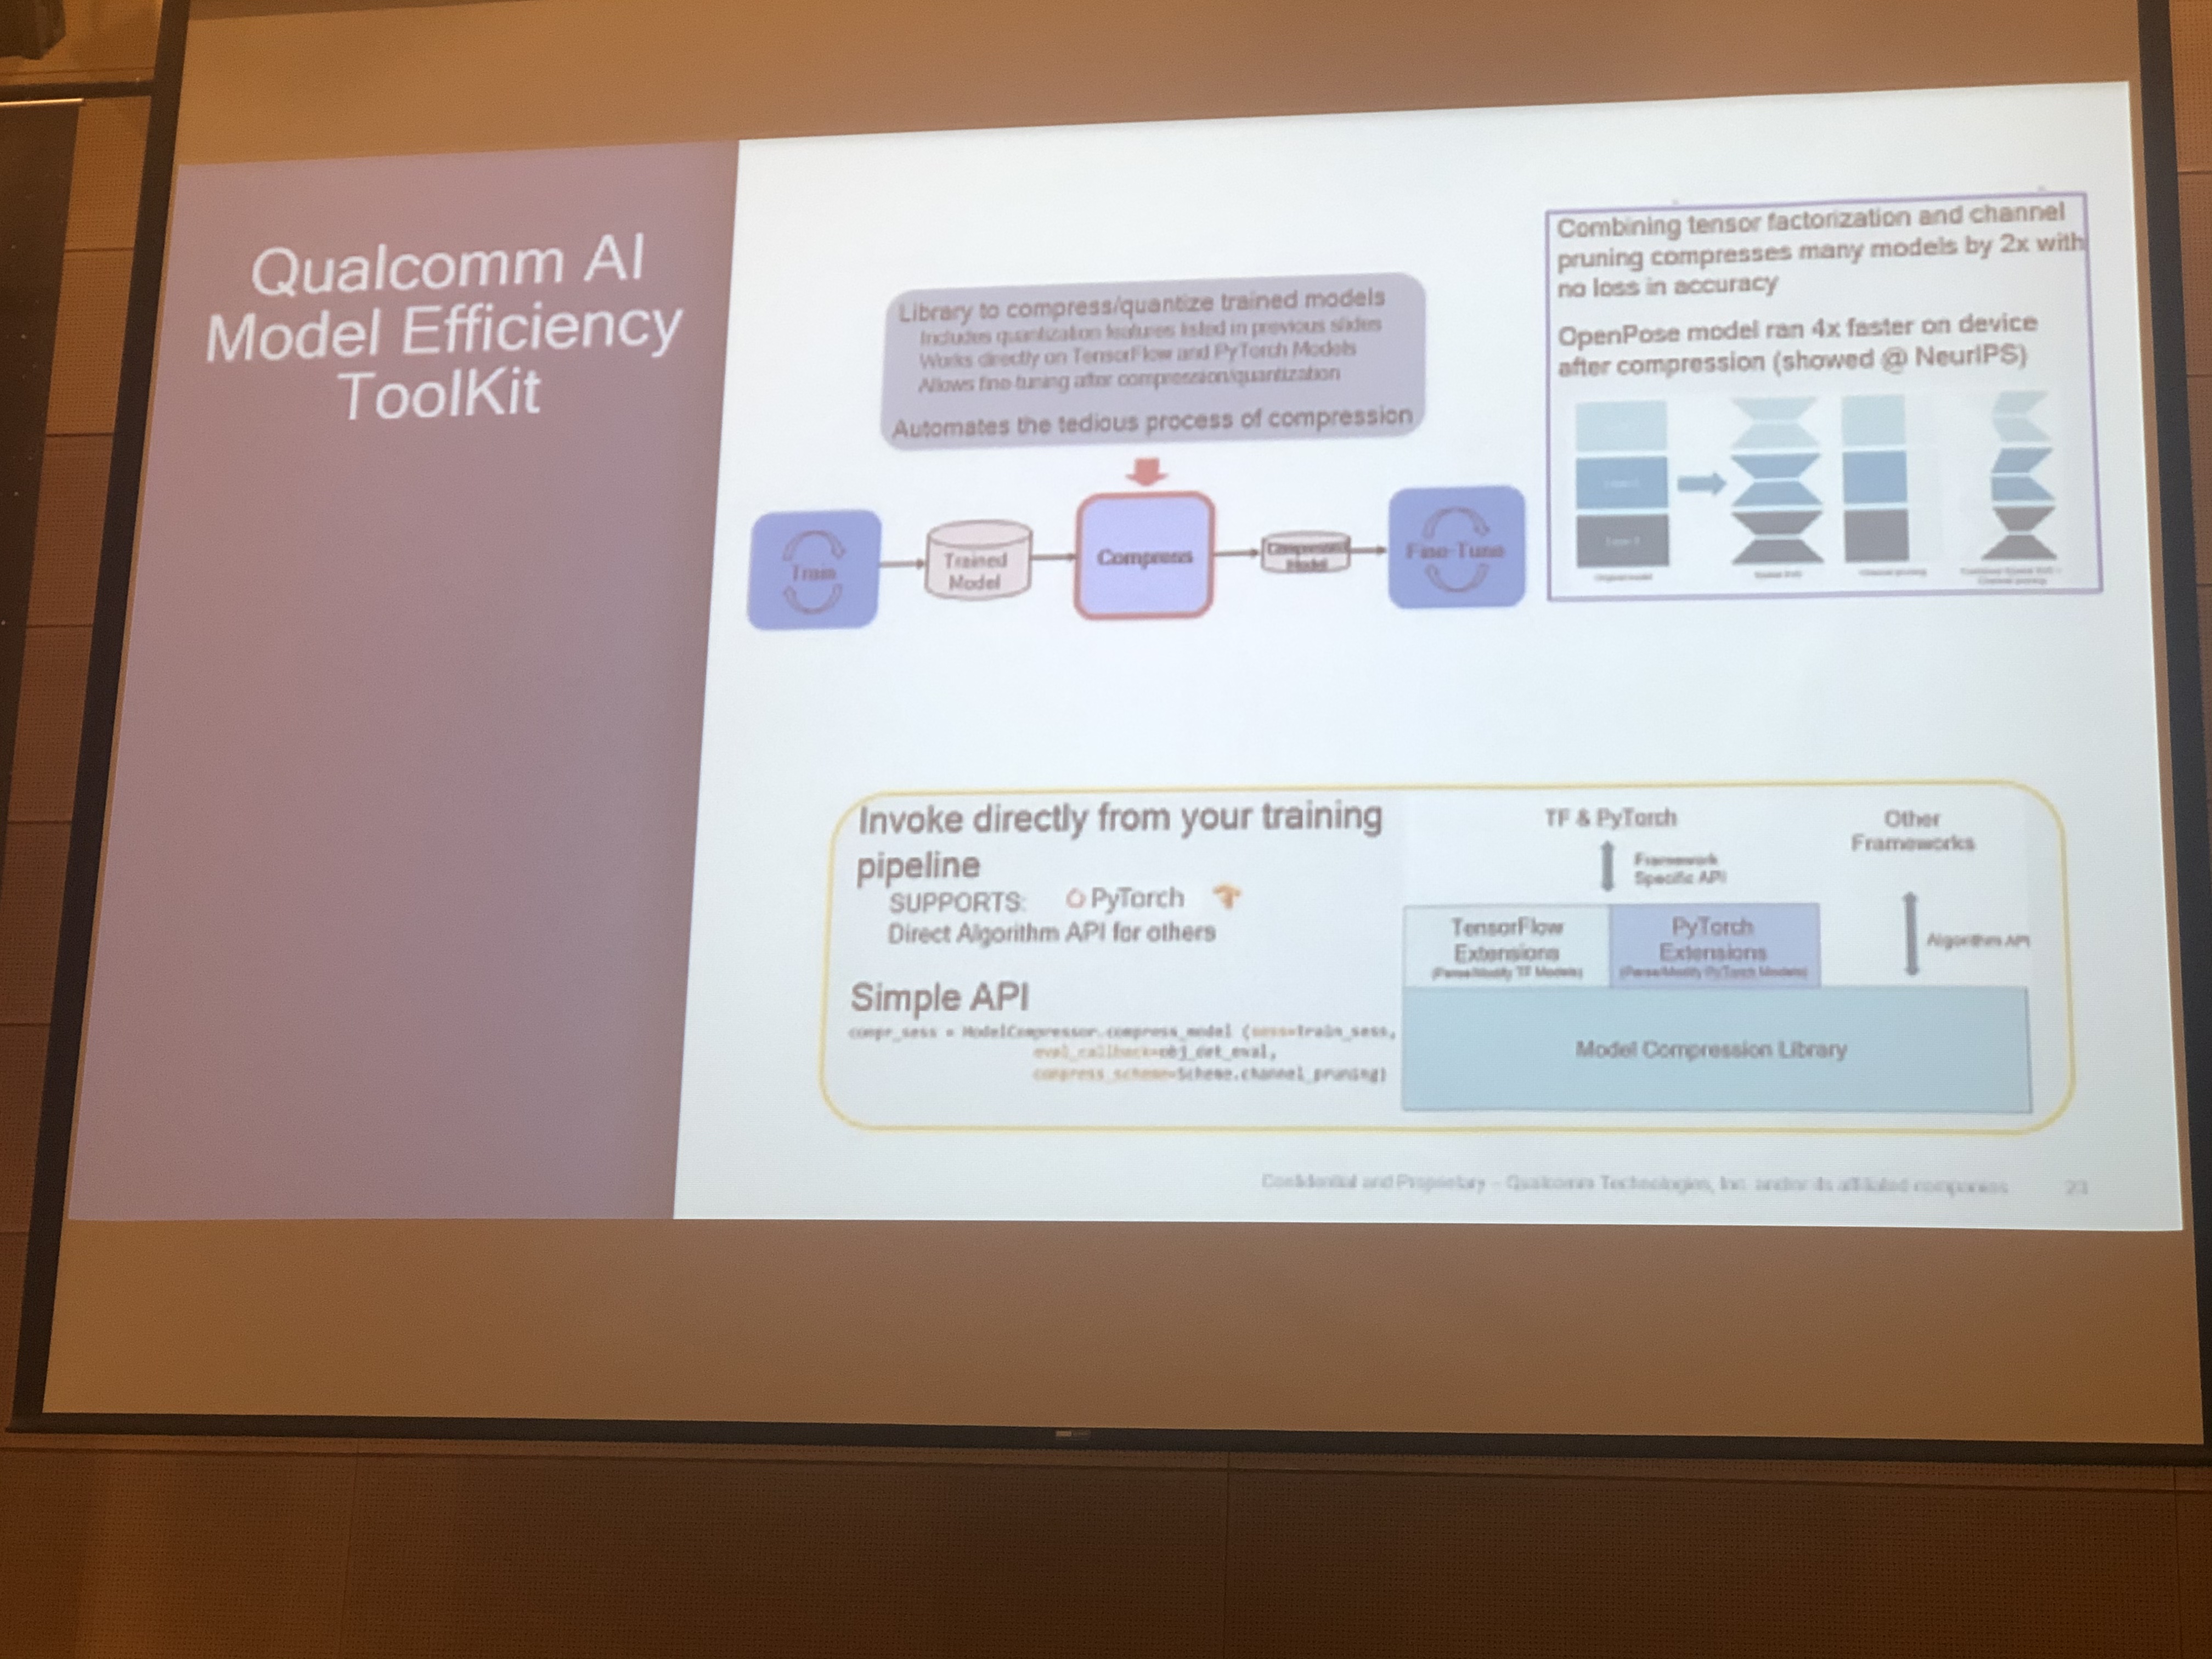 Qualcomm AI
Model Efficiency
ToolKit
Library to compress/quantize trained models
Includes quantization features listed in previous slides
Works directly on TensorFlow and PyTorch Models
Allows fine-tuning after compression/quantization
Automates the tedious process of compression
Train
Trained
Model
Compress
Compressed
Model
Fine-Tune
Combining tensor factorization and channel
pruning compresses many models by 2x with
no loss in accuracy
OpenPose model ran 4x faster on device
after compression (showed @ NeurIPS)
Invoke directly from your training
pipeline
SUPPORTS: PyTorch
Direct Algorithm API for others
Simple API
compr_sess = ModelCompressor.compress_model (sess=train_sess,
eval_callback=obj_det_eval,
compress_scheme=Scheme.channel_pruning)
TF & PyTorch
Framework
Specific API
Other
Frameworks
Algorithm API
TensorFlow
Extensions
(Parse/Modify TF Models)
PyTorch
Extensions
(Parse/Modify PyTorch Models)
Model Compression Library
Confidential and Proprietary – Qualcomm Technologies, Inc. and/or its affiliated companies
23